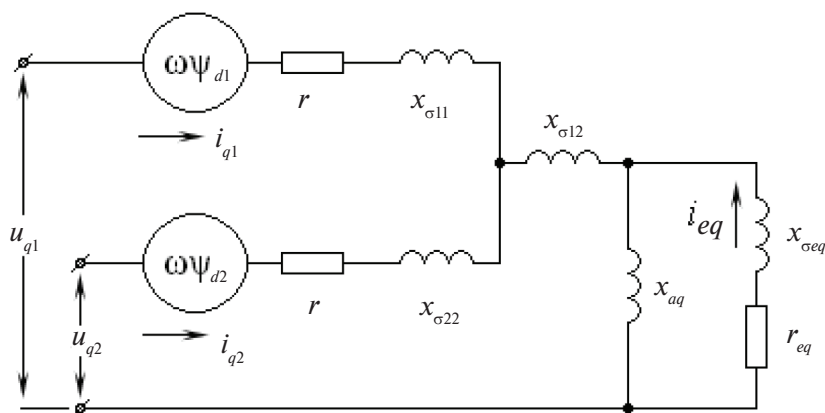 ωψd1
r
xσ11
iq1
xσ12
uq1
ieq
xσeq
ωψd2
r
xσ22
xaq
uq2
iq2
req